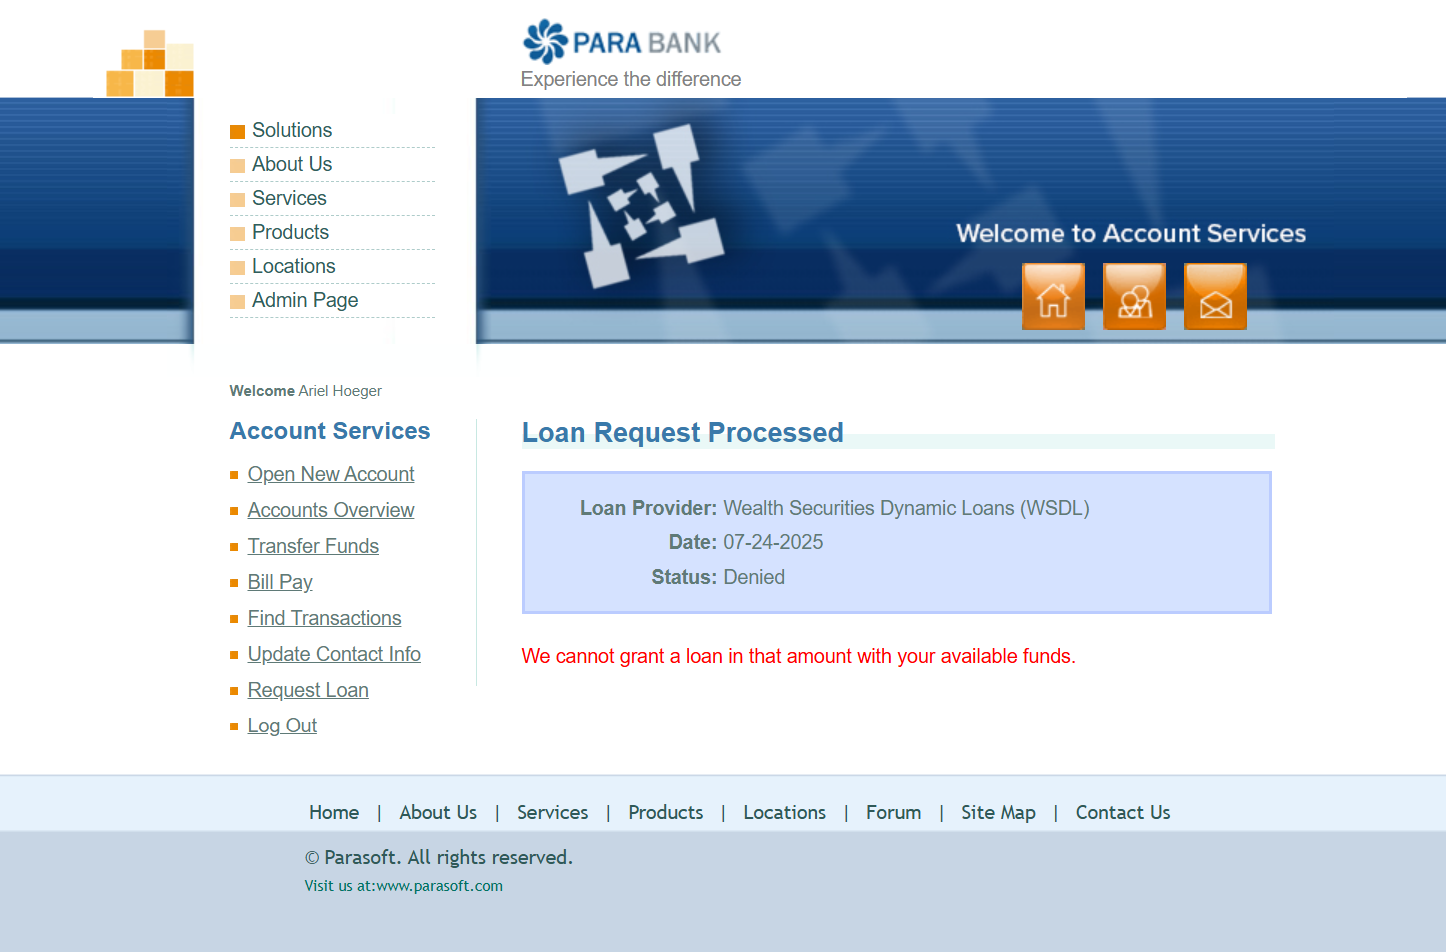 PARA BANK
Experience the difference
Solutions
About Us
Services
Products
Locations
Admin Page
Welcome to Account Services
Welcome Ariel Hoeger
Account Services
Open New Account
Accounts Overview
Transfer Funds
Bill Pay
Find Transactions
Update Contact Info
Request Loan
Log Out
Loan Request Processed
Loan Provider: Wealth Securities Dynamic Loans (WSDL)
Date: 07-24-2025
Status: Denied
We cannot grant a loan in that amount with your available funds.
Home | About Us | Services | Products | Locations | Forum | Site Map | Contact Us
© Parasoft. All rights reserved.
Visit us at:www.parasoft.com